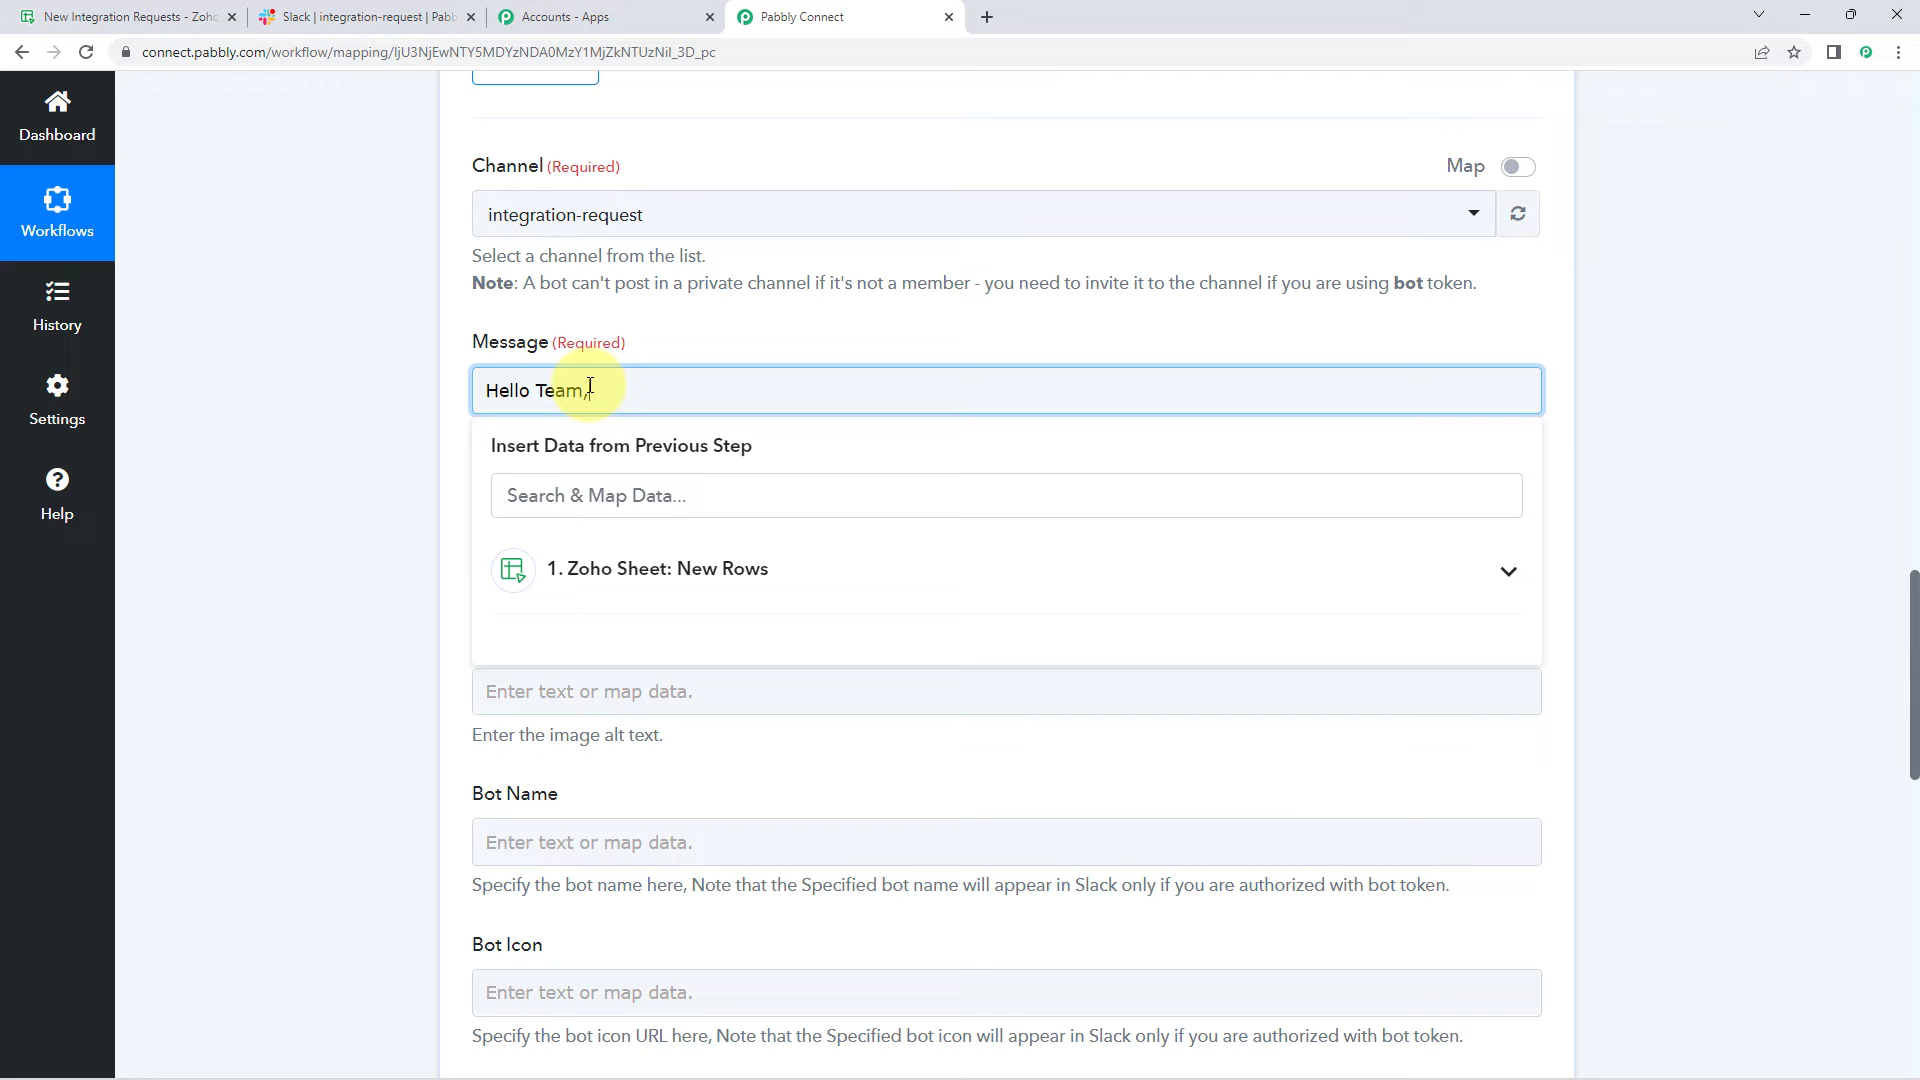 New Integration Requests - Zoho
Slack | integration-request | Pabb
Accounts - Apps
Pabbly Connect
connect.pabbly.com/workflow/mapping/IjU3NjEwNTY5MDYzNDA0MzY1MjZkNTUzNiI_3D_pc
Dashboard
Workflows
History
Settings
Help
Channel (Required)
Map
integration-request
Select a channel from the list.
Note: A bot can't post in a private channel if it's not a member - you need to invite it to the channel if you are using bot token.
Message (Required)
Hello Team,
Insert Data from Previous Step
Search & Map Data...
1. Zoho Sheet: New Rows
Enter text or map data.
Enter the image alt text.
Bot Name
Enter text or map data.
Specify the bot name here, Note that the Specified bot name will appear in Slack only if you are authorized with bot token.
Bot Icon
Enter text or map data.
Specify the bot icon URL here, Note that the Specified bot icon will appear in Slack only if you are authorized with bot token.